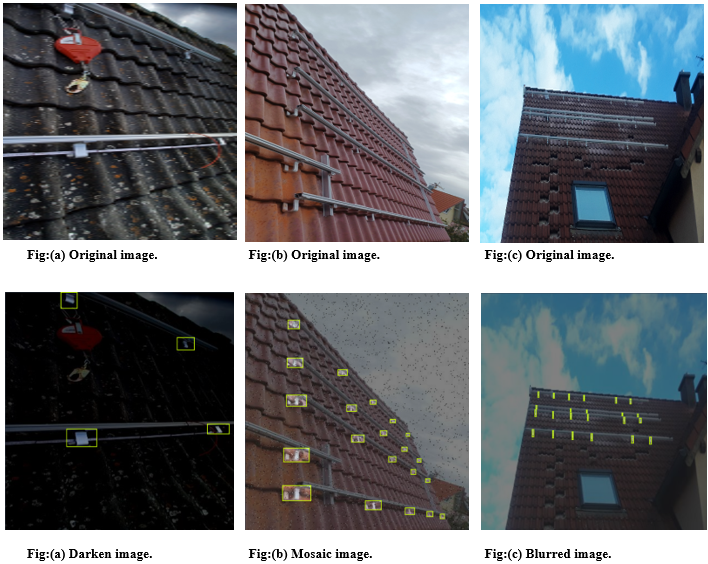 Fig:(a) Original image.
Fig:(b) Original image.
Fig:(c) Original image.
Fig:(a) Darken image.
Fig:(b) Mosaic image.
Fig:(c) Blurred image.